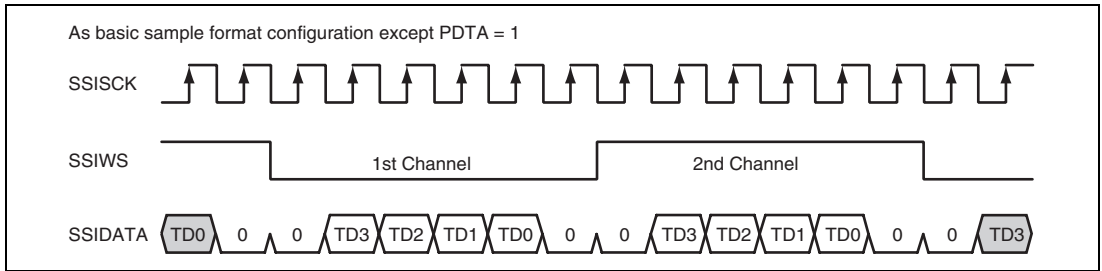 As basic sample format configuration except PDTA = 1
SSISCK
SSIWS 1st Channel 2nd Channel
SSIDATA TD0 0 0 TD3 TD2 TD1 TD0 0 0 TD3 TD2 TD1 TD0 0 0 TD3